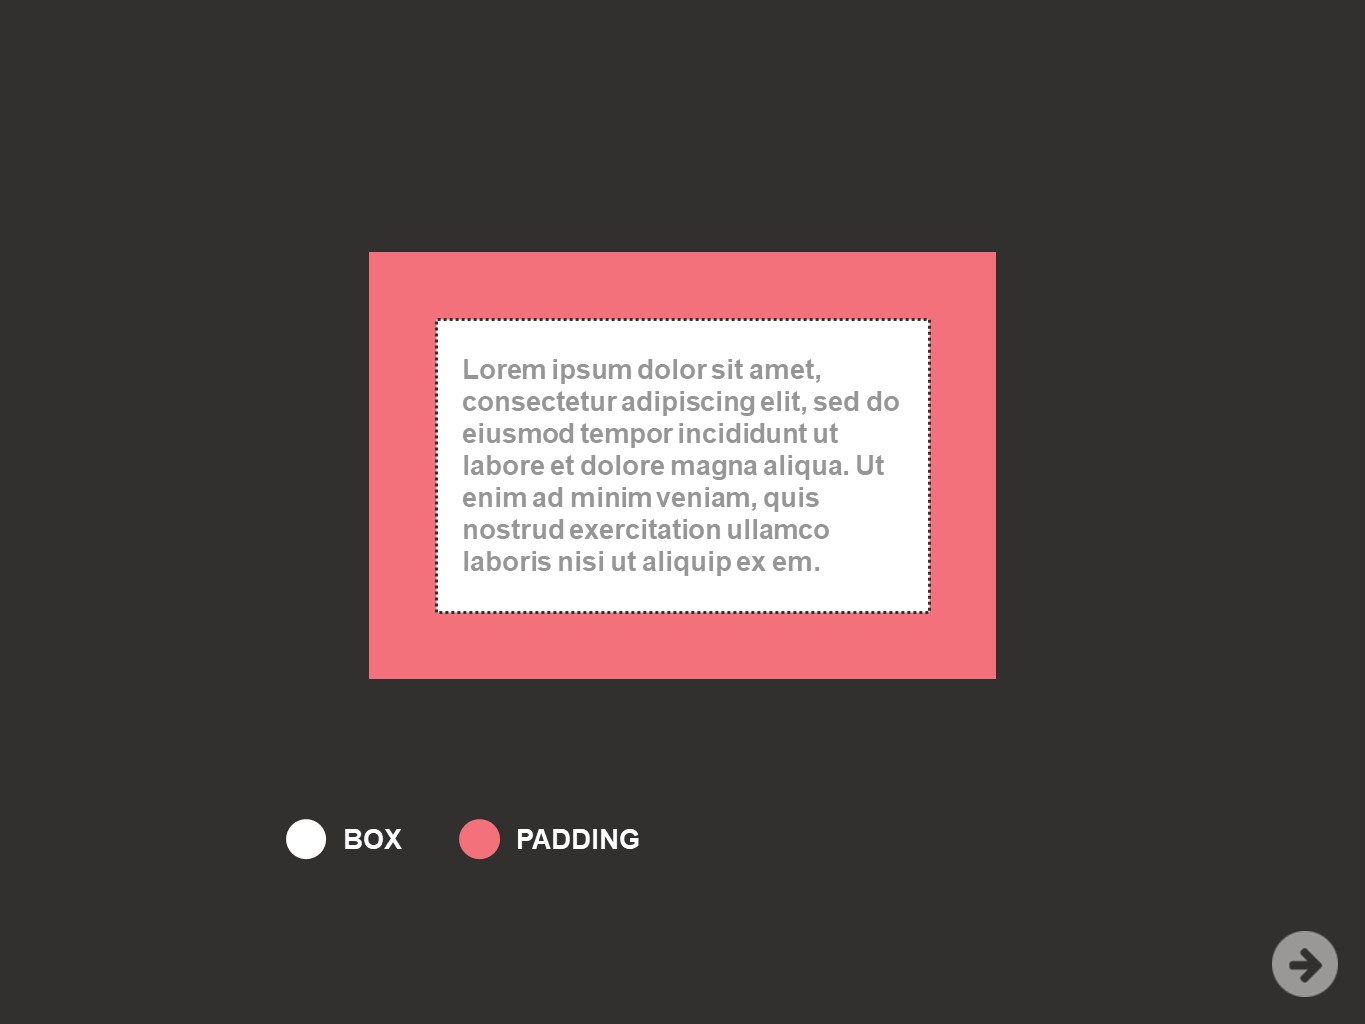 Lorem ipsum dolor sit amet,
consectetur adipiscing elit, sed do
eiusmod tempor incididunt ut
labore et dolore magna aliqua. Ut
enim ad minim veniam, quis
nostrud exercitation ullamco
laboris nisi ut aliquip ex em.
BOX
PADDING